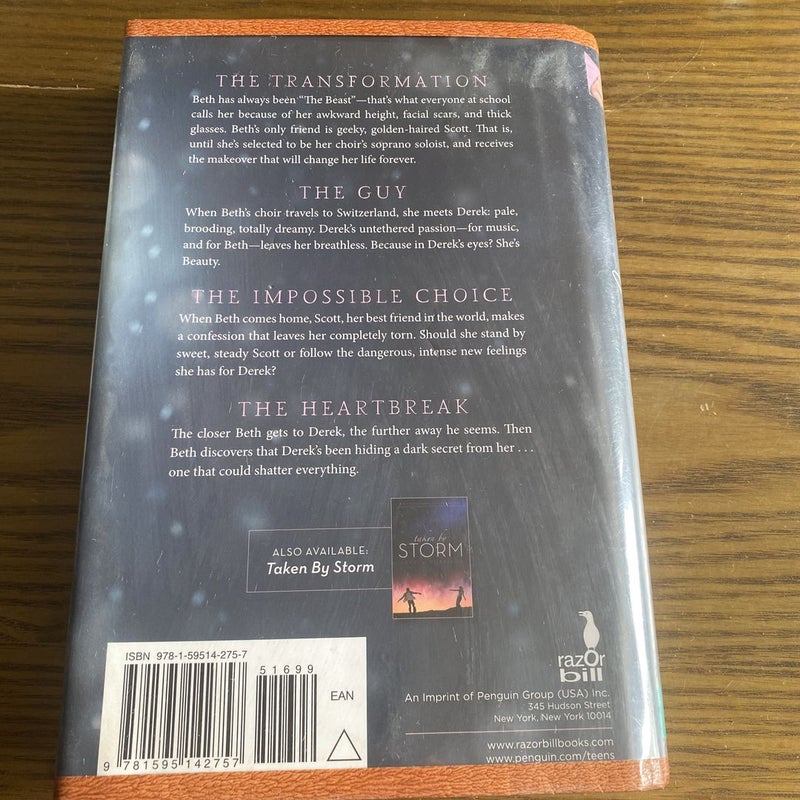 THE TRANSFORMATION
Beth has always been “The Beast”—that’s what everyone at school
calls her because of her awkward height, facial scars, and thick
glasses. Beth’s only friend is geeky, golden-haired Scott. That is,
until she’s selected to be her choir’s soprano soloist, and receives
the makeover that will change her life forever.
THE GUY
When Beth’s choir travels to Switzerland, she meets Derek: pale,
brooding, totally dreamy. Derek’s untethered passion—for music,
and for Beth—leaves her breathless. Because in Derek’s eyes? She’s
Beauty.
THE IMPOSSIBLE CHOICE
When Beth comes home, Scott, her best friend in the world, makes
a confession that leaves her completely torn. Should she stand by
sweet, steady Scott or follow the dangerous, intense new feelings
she has for Derek?
THE HEARTBREAK
The closer Beth gets to Derek, the further away he seems. Then
Beth discovers that Derek’s been hiding a dark secret from her . . .
one that could shatter everything.
ALSO AVAILABLE:
Taken By Storm
taken by
STORM
ISBN 978-1-59514-275-7
51699
EAN
9 781595 142757
razOr
bill
An Imprint of Penguin Group (USA) Inc.
345 Hudson Street
New York, New York 10014
www.razorbillbooks.com
www.penguin.com/teens